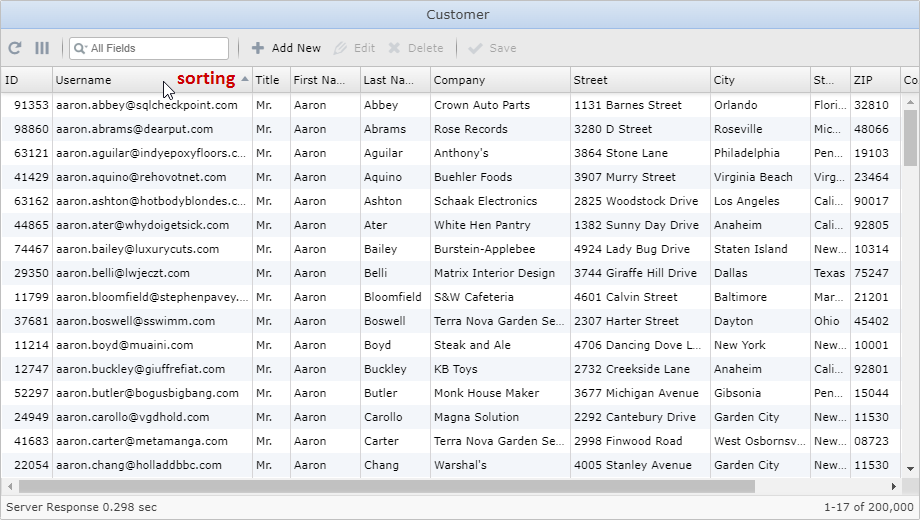 Customer
All Fields Add New Edit Delete Save
ID Username sorting Title First Na... Last Na... Company Street City St... ZIP Co
91353 aaron.abbey@sqlcheckpoint.com Mr. Aaron Abbey Crown Auto Parts 1131 Barnes Street Orlando Flori... 32810
98860 aaron.abrams@dearput.com Mr. Aaron Abrams Rose Records 3280 D Street Roseville Mic... 48066
63121 aaron.aguilar@indyepoxyfloors.c... Mr. Aaron Aguilar Anthony's 3864 Stone Lane Philadelphia Pen... 19103
41429 aaron.aquino@rehovotnet.com Mr. Aaron Aquino Buehler Foods 3907 Murry Street Virginia Beach Virg... 23464
63162 aaron.ashton@hotbodyblondes.c... Mr. Aaron Ashton Schaak Electronics 2825 Woodstock Drive Los Angeles Cali... 90017
44865 aaron.ater@whydoigetsick.com Mr. Aaron Ater White Hen Pantry 1382 Sunny Day Drive Anaheim Cali... 92805
74467 aaron.bailey@luxurycuts.com Mr. Aaron Bailey Burstein-Applebee 4924 Lady Bug Drive Staten Island New... 10314
29350 aaron.belli@lwjeczt.com Mr. Aaron Belli Matrix Interior Design 3744 Giraffe Hill Drive Dallas Texas 75247
11799 aaron.bloomfield@stephenpavey.... Mr. Aaron Bloomfield S&W Cafeteria 4601 Calvin Street Baltimore Mar... 21201
37681 aaron.boswell@sswimm.com Mr. Aaron Boswell Terra Nova Garden Se... 2307 Harter Street Dayton Ohio 45402
11214 aaron.boyd@muaini.com Mr. Aaron Boyd Steak and Ale 4706 Dancing Dove L... New York New... 10001
12747 aaron.buckley@giuffrefiat.com Mr. Aaron Buckley KB Toys 2732 Creekside Lane Anaheim Cali... 92801
52297 aaron.butler@bogusbigbang.com Mr. Aaron Butler Monk House Maker 3677 Michigan Avenue Gibsonia Pen... 15044
24949 aaron.carollo@vgdhold.com Mr. Aaron Carollo Magna Solution 2292 Cantebury Drive Garden City New... 11530
41683 aaron.carter@metamanga.com Mr. Aaron Carter Terra Nova Garden Se... 2998 Finwood Road West Osbornsv... New... 08723
22054 aaron.chang@holladdbbc.com Mr. Aaron Chang Warshal's 4005 Stanley Avenue Garden City New... 11530
Server Response 0.298 sec 1-17 of 200,000